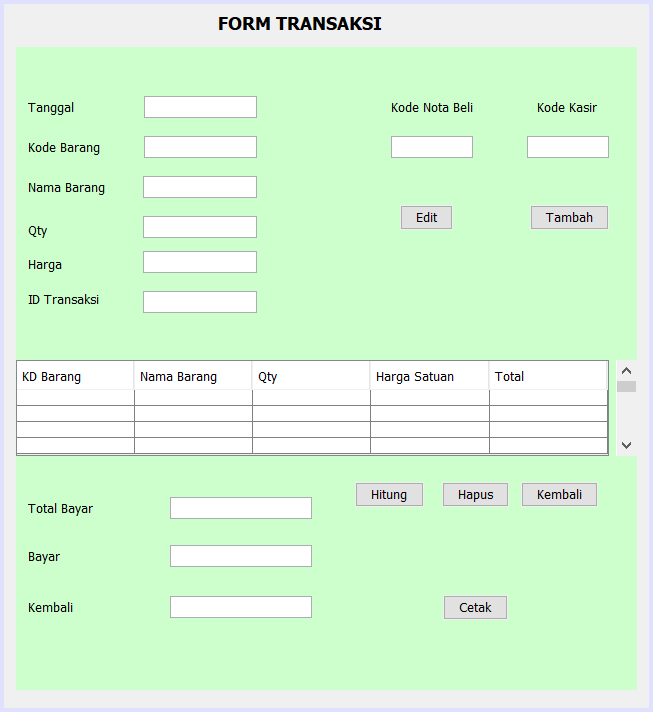 FORM TRANSAKSI
Tanggal
Kode Nota Beli
Kode Kasir
Kode Barang
Nama Barang
Edit
Tambah
Qty
Harga
ID Transaksi
KD Barang Nama Barang Qty Harga Satuan Total
Hitung
Hapus
Kembali
Total Bayar
Bayar
Kembali
Cetak